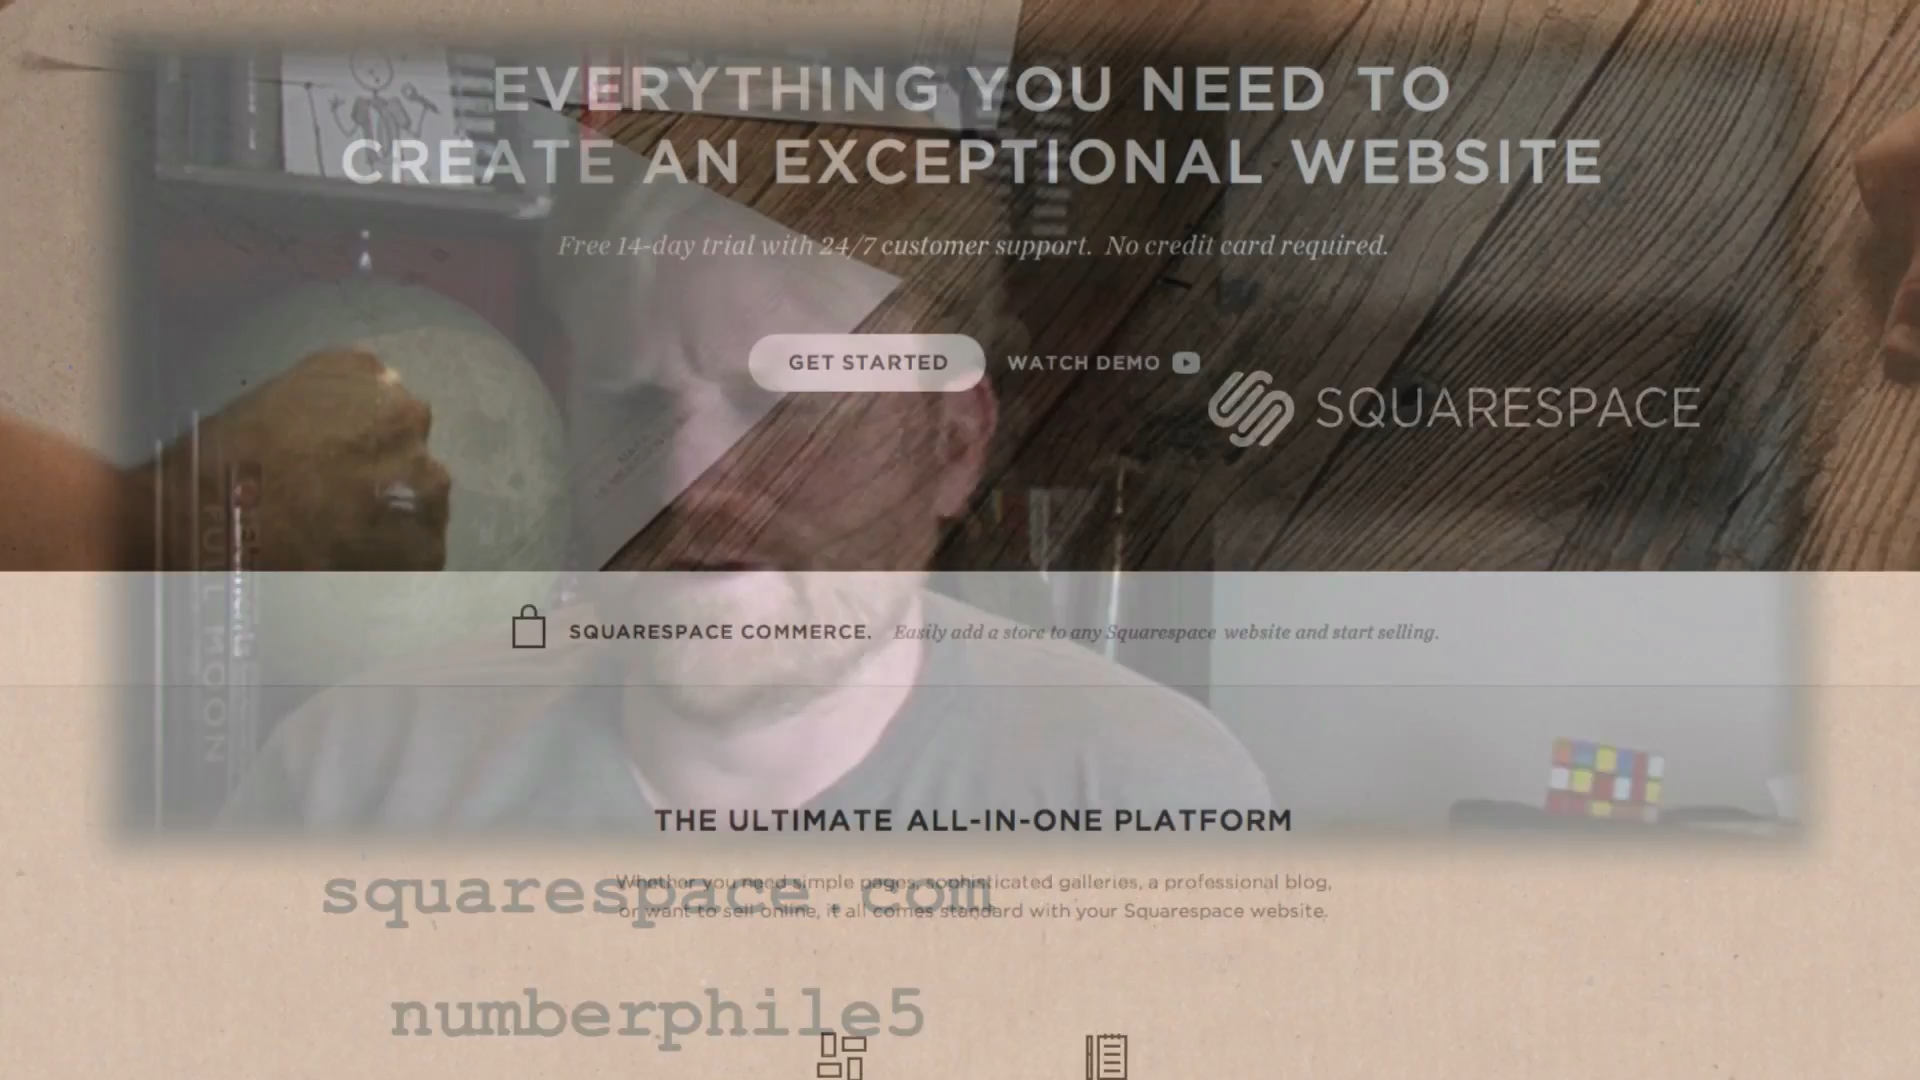 EVERYTHING YOU NEED TO
CREATE AN EXCEPTIONAL WEBSITE
Free 14-day trial with 24/7 customer support. No credit card required.
GET STARTED
WATCH DEMO
SQUARESPACE
FULL MOON
SQUARESPACE COMMERCE. Easily add a store to any Squarespace website and start selling.
THE ULTIMATE ALL-IN-ONE PLATFORM
Whether you need simple pages, sophisticated galleries, a professional blog,
or want to sell online, it all comes standard with your Squarespace website.
squarespace.com
numberphile5